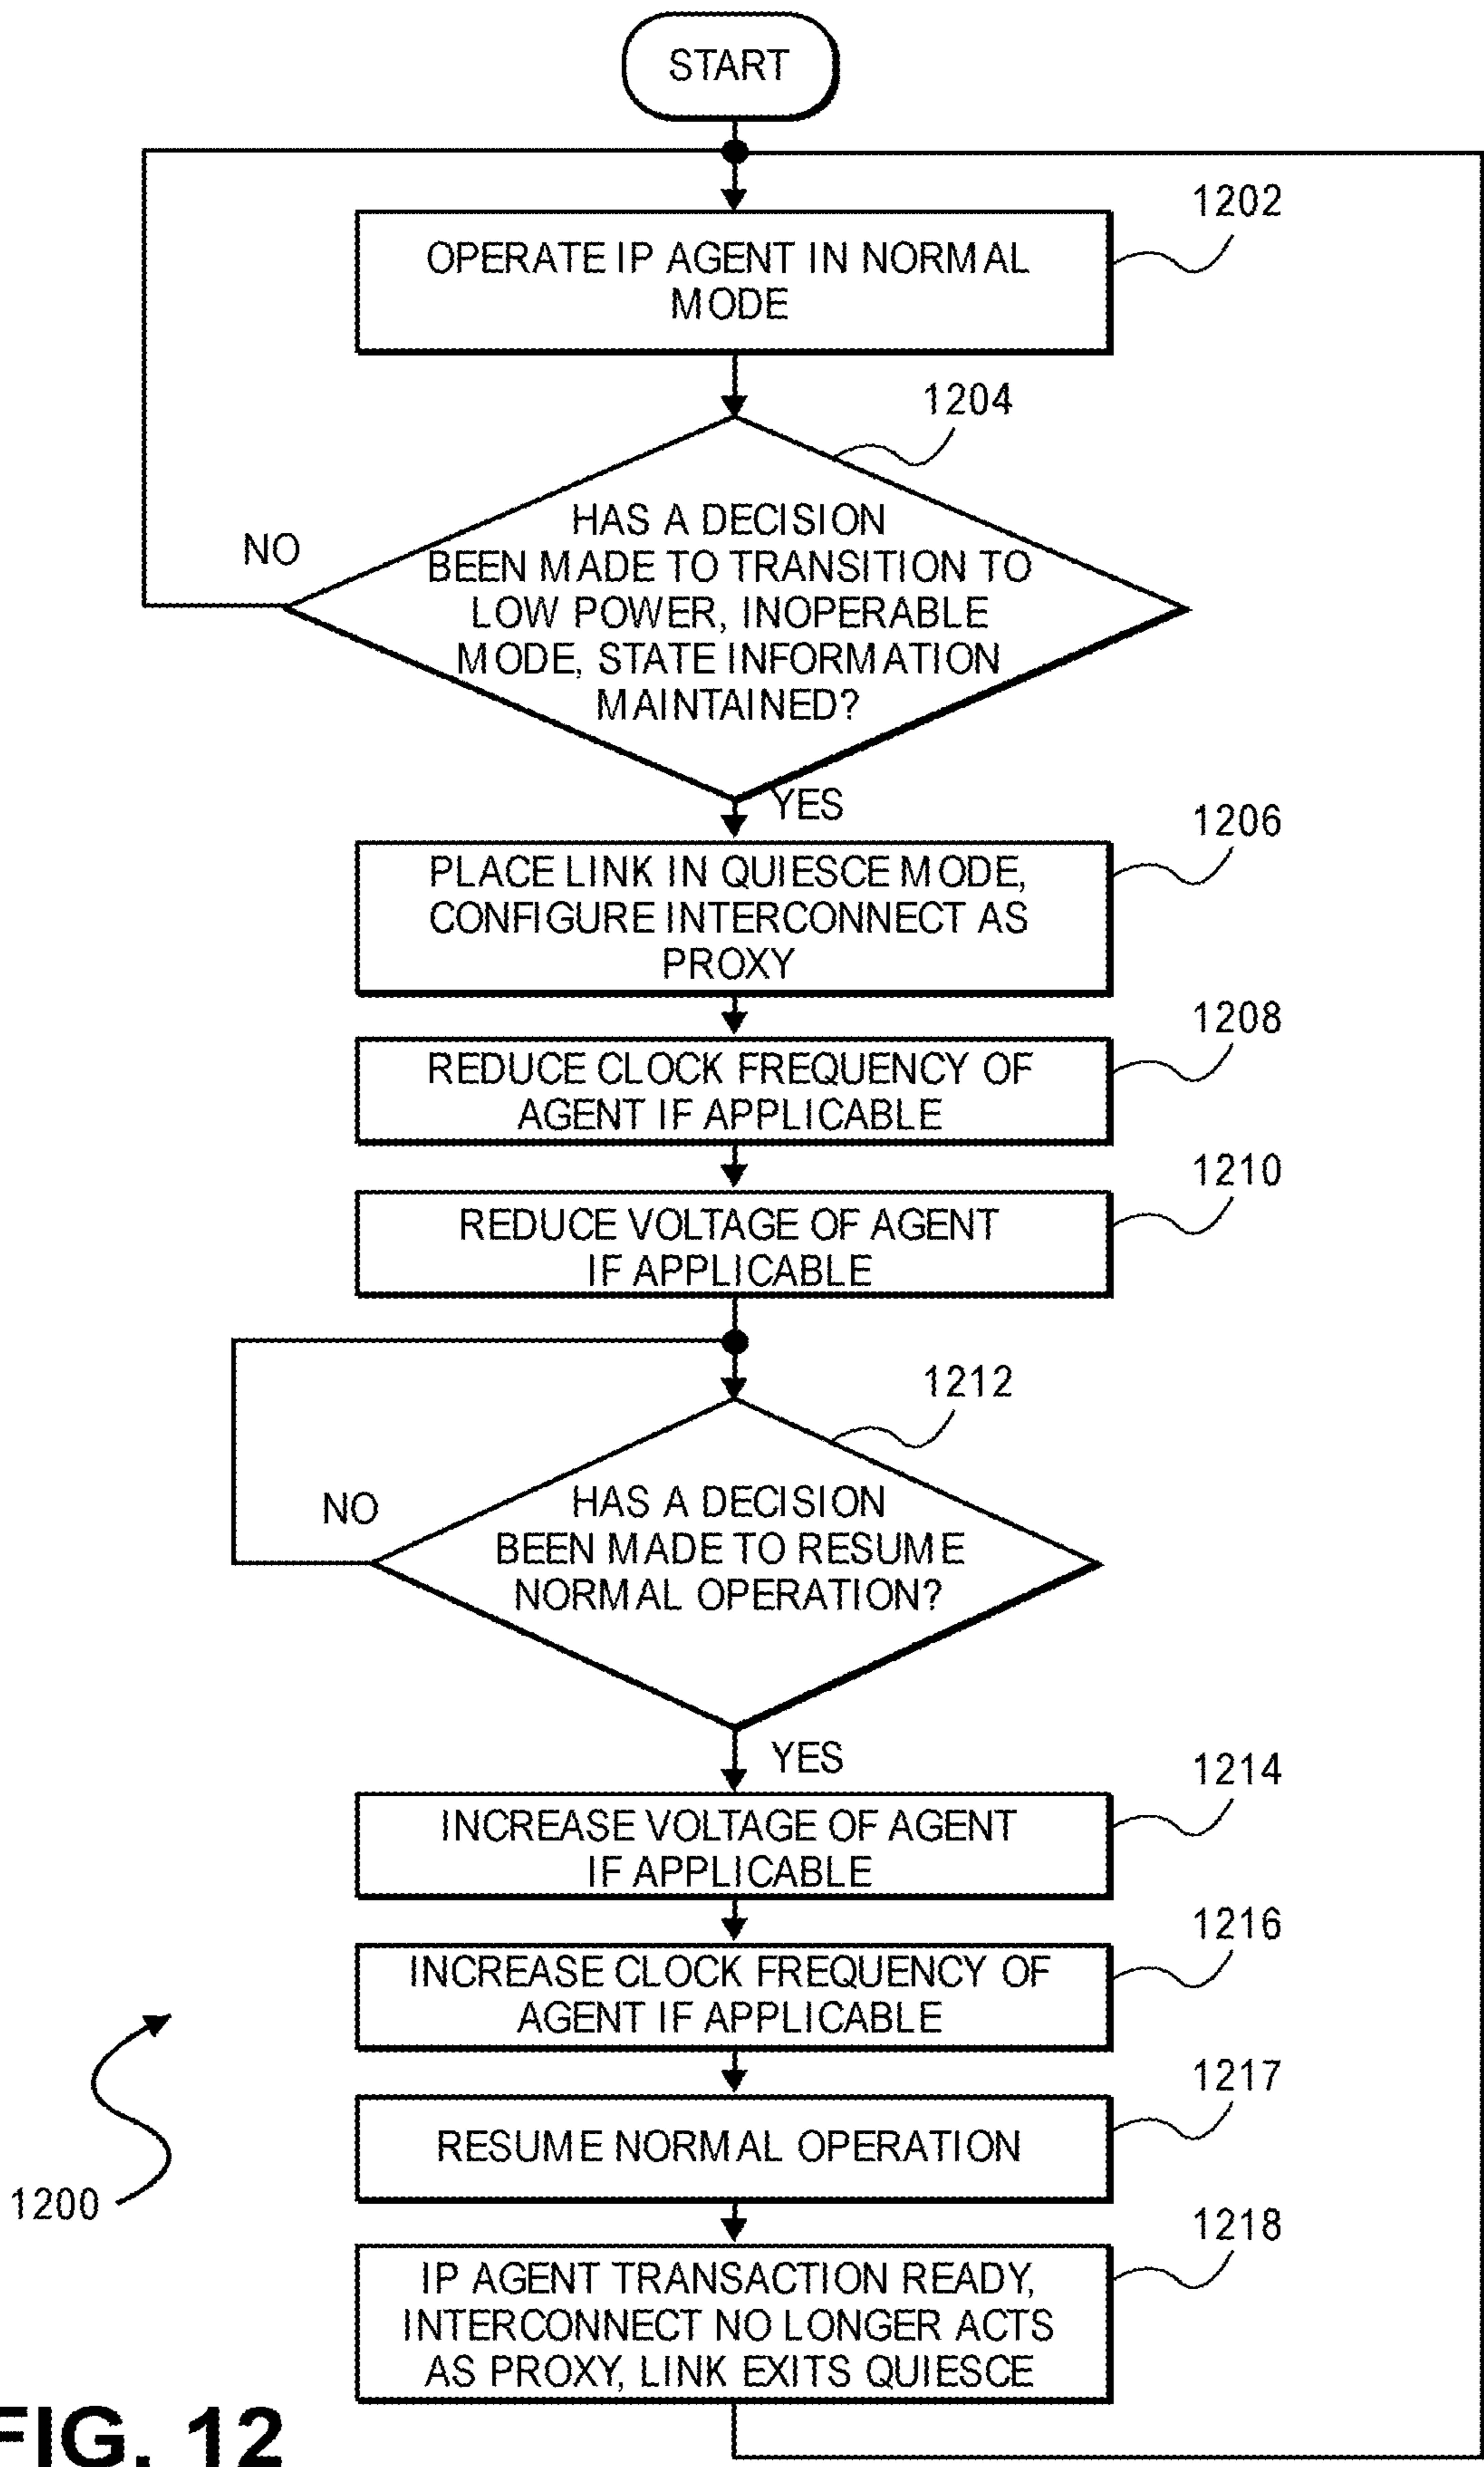 START
1202
OPERATE IP AGENT IN NORMAL
MODE
1204
HAS A DECISION
BEEN MADE TO TRANSITION TO
LOW POWER, INOPERABLE
MODE, STATE INFORMATION
MAINTAINED?
NO
YES
1206
PLACE LINK IN QUIESCE MODE,
CONFIGURE INTERCONNECT AS
PROXY
1208
REDUCE CLOCK FREQUENCY OF
AGENT IF APPLICABLE
1210
REDUCE VOLTAGE OF AGENT
IF APPLICABLE
1212
HAS A DECISION
BEEN MADE TO RESUME
NORMAL OPERATION?
NO
YES
1214
INCREASE VOLTAGE OF AGENT
IF APPLICABLE
1216
INCREASE CLOCK FREQUENCY OF
AGENT IF APPLICABLE
1217
RESUME NORMAL OPERATION
1200
1218
IP AGENT TRANSACTION READY,
INTERCONNECT NO LONGER ACTS
AS PROXY, LINK EXITS QUIESCE
FIG. 12